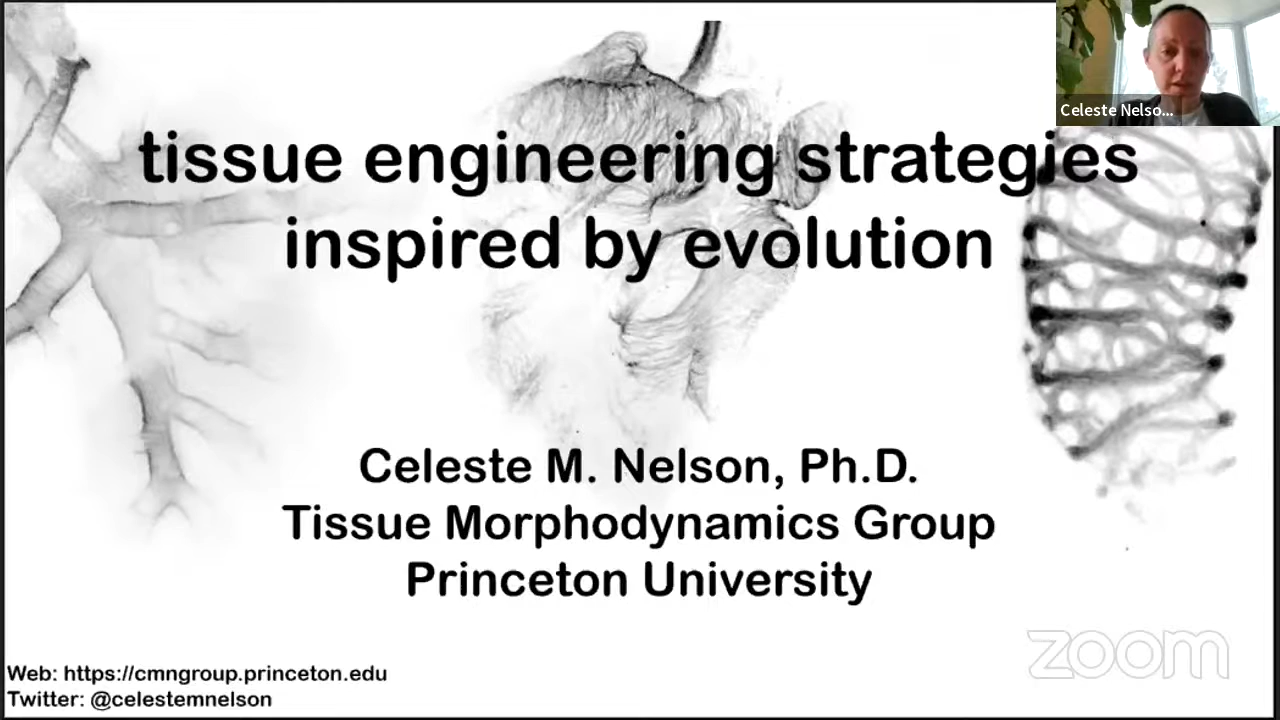 Celeste Nelso...
tissue engineering strategies
inspired by evolution
Celeste M. Nelson, Ph.D.
Tissue Morphodynamics Group
Princeton University
zoom
Web: https://cmngroup.princeton.edu
Twitter: @celestemnelson